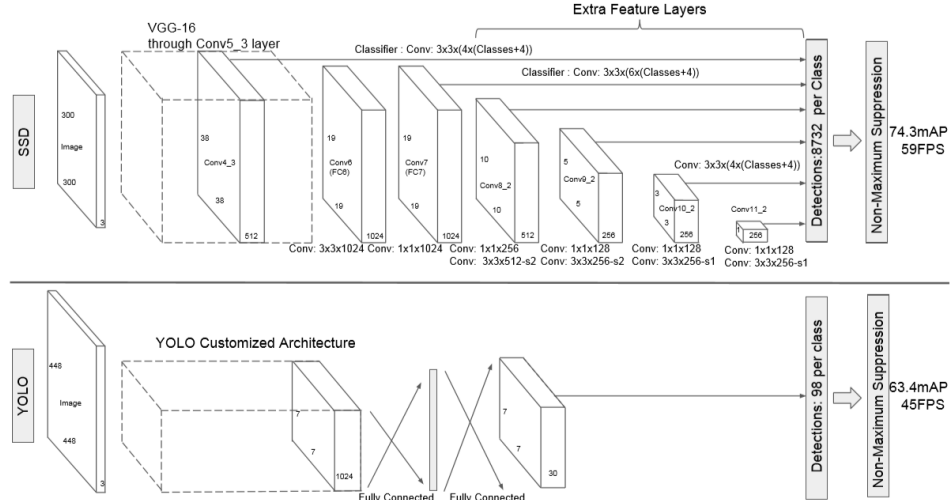 Extra Feature Layers
VGG-16
through Conv5_3 layer
Classifier : Conv: 3x3x(4x(Classes+4))
Classifier : Conv: 3x3x(6x(Classes+4))
SSD
300
Image
300
3
38
Conv4_3
38
512
19
Conv6
(FC6)
19
1024
19
Conv7
(FC7)
19
1024
10
Conv8_2
10
512
5
Conv9_2
5
256
Conv: 3x3x(4x(Classes+4))
3
Conv10_2
3
256
Conv11_2
1
256
Conv: 3x3x1024
Conv: 1x1x1024
Conv: 1x1x256
Conv: 3x3x512-s2
Conv: 1x1x128
Conv: 3x3x256-s2
Conv: 1x1x128
Conv: 3x3x256-s1
Conv: 1x1x128
Conv: 3x3x256-s1
Detections:8732 per Class
Non-Maximum Suppression
74.3mAP
59FPS
YOLO
448
Image
448
3
YOLO Customized Architecture
7
7
1024
Fully Connected
Fully Connected
7
7
30
Detections: 98 per class
Non-Maximum Suppression
63.4mAP
45FPS